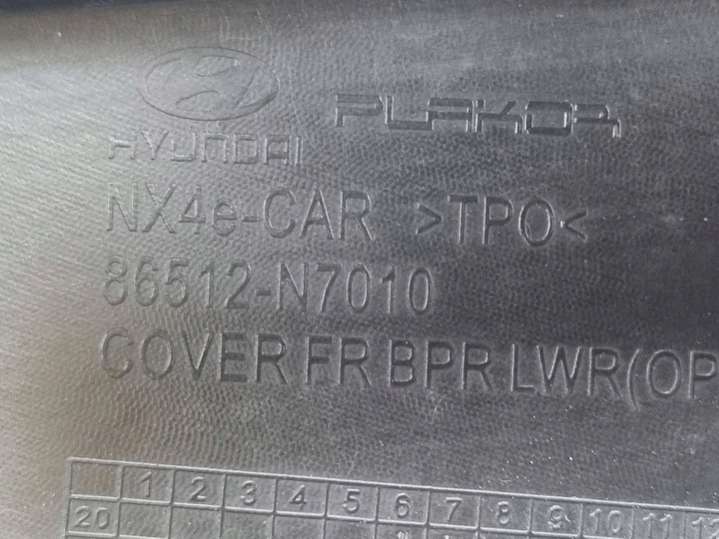 HYUNDAI PLAKOR
NX4e-CAR >TPO<
86512-N7010
COVER FR BPR LWR(OP
1 2 3 4 5 6 7 8 9 10 11 12
20